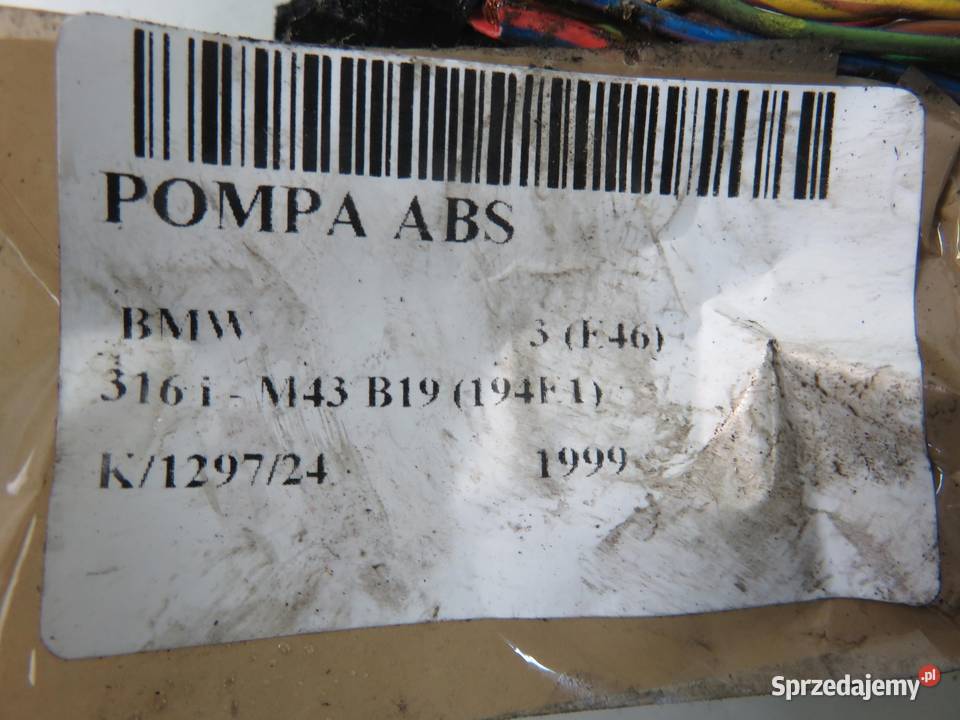 POMPA ABS
BMW 3 (E46)
316 i - M43 B19 (194E1)
K/1297/24 1999
Sprzedajemy.pl